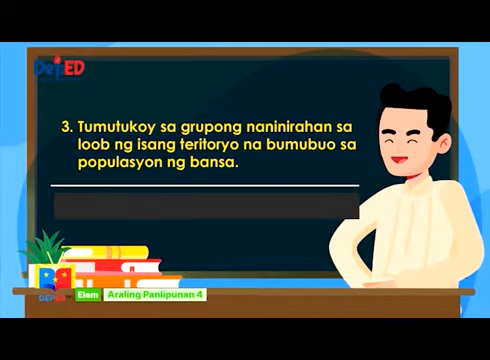 DepED
3. Tumutukoy sa grupong naninirahan sa
loob ng isang teritoryo na bumubuo sa
populasyon ng bansa.
DEPED
Elem Araling Panlipunan 4